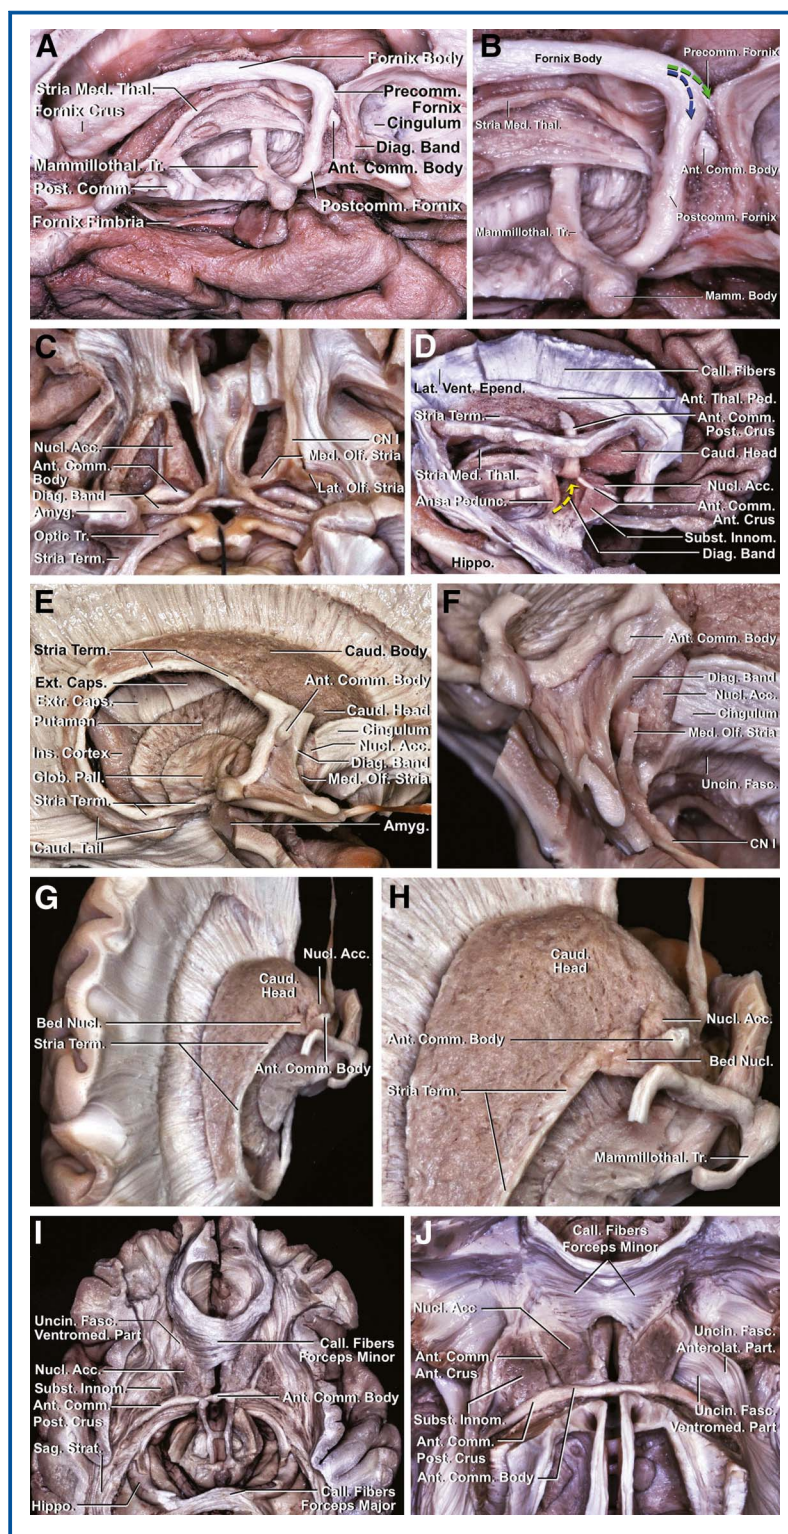 A
Fornix Body
Stria Med. Thal.
Fornix Crus
Precomm.
Fornix
Cingulum
Diag. Band
Mammillothal. Tr.
Ant. Comm. Body
Post. Comm.
Postcomm. Fornix
Fornix Fimbria
B
Precomm. Fornix
Fornix Body
Stria Med. Thal.
Ant. Comm. Body
Postcomm. Fornix
Mammillothal. Tr.
Mamm. Body
C
Nucl. Acc.
Ant. Comm.
Body
Diag. Band
Amyg.
Optic Tr.
Stria Term.
CN I
Med. Olf. Stria
Lat. Olf. Stria
D
Call. Fibers
Lat. Vent. Epend.
Ant. Thal. Ped.
Stria Term.
Ant. Comm.
Post. Crus
Caud. Head
Stria Med. Thal.
Nucl. Acc.
Ansa Pedunc.
Ant. Comm.
Ant. Crus
Subst. Innom.
Diag. Band
Hippo.
E
Stria Term.
Caud. Body
Ext. Caps.
Ant. Comm. Body
Extr. Caps.
Caud. Head
Putamen
Cingulum
Nucl. Acc.
Ins. Cortex
Diag. Band
Glob. Pall.
Med. Olf. Stria
Stria Term.
Amyg.
Caud. Tail
F
Ant. Comm. Body
Diag. Band
Nucl. Acc.
Cingulum
Med. Olf. Stria
Uncin. Fasc.
CN I
G
Nucl. Acc.
Caud.
Head
Bed Nucl.
Stria Term.
Ant. Comm. Body
H
Caud.
Head
Nucl. Acc.
Ant. Comm. Body
Bed Nucl.
Stria Term.
Mammillothal. Tr.
I
Uncin. Fasc.
Ventromed. Part
Call. Fibers
Forceps Minor
Nucl. Acc.
Subst. Innom.
Ant. Comm. Body
Ant. Comm.
Post. Crus
Sag. Strat.
Hippo.
Call. Fibers
Forceps Major
J
Call. Fibers
Forceps Minor
Nucl. Acc
Uncin. Fasc.
Anterolat. Part.
Ant. Comm.
Ant. Crus
Subst. Innom.
Uncin. Fasc.
Ventromed. Part
Ant. Comm.
Post. Crus
Ant. Comm. Body